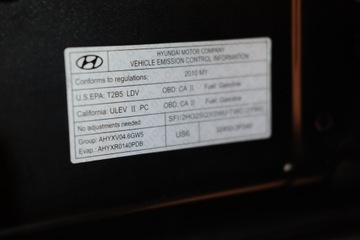 HYUNDAI MOTOR COMPANY
VEHICLE EMISSION CONTROL INFORMATION
Conforms to regulations: 2010 MY
U.S.EPA: T2B5 LDV OBD: CA II Fuel: Gasoline
California: ULEV II PC OBD: CA II Fuel: Gasoline
No adjustments needed.
Group: AHYXV04.6GW5 US6
Evap.: AHYXR0140PDB